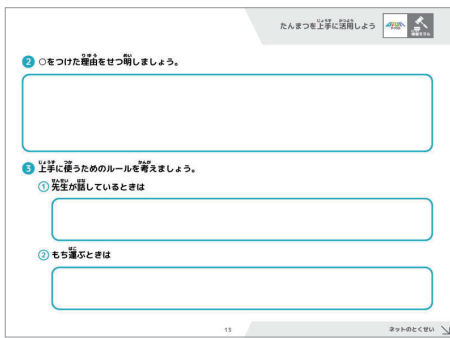 たんまつを上手に活用しよう
2 ○をつけた理由をせつ明しましょう。
3 上手に使うためのルールを考えましょう。
① 先生が話しているときは
② もち運ぶときは
13
ネットのとくせい